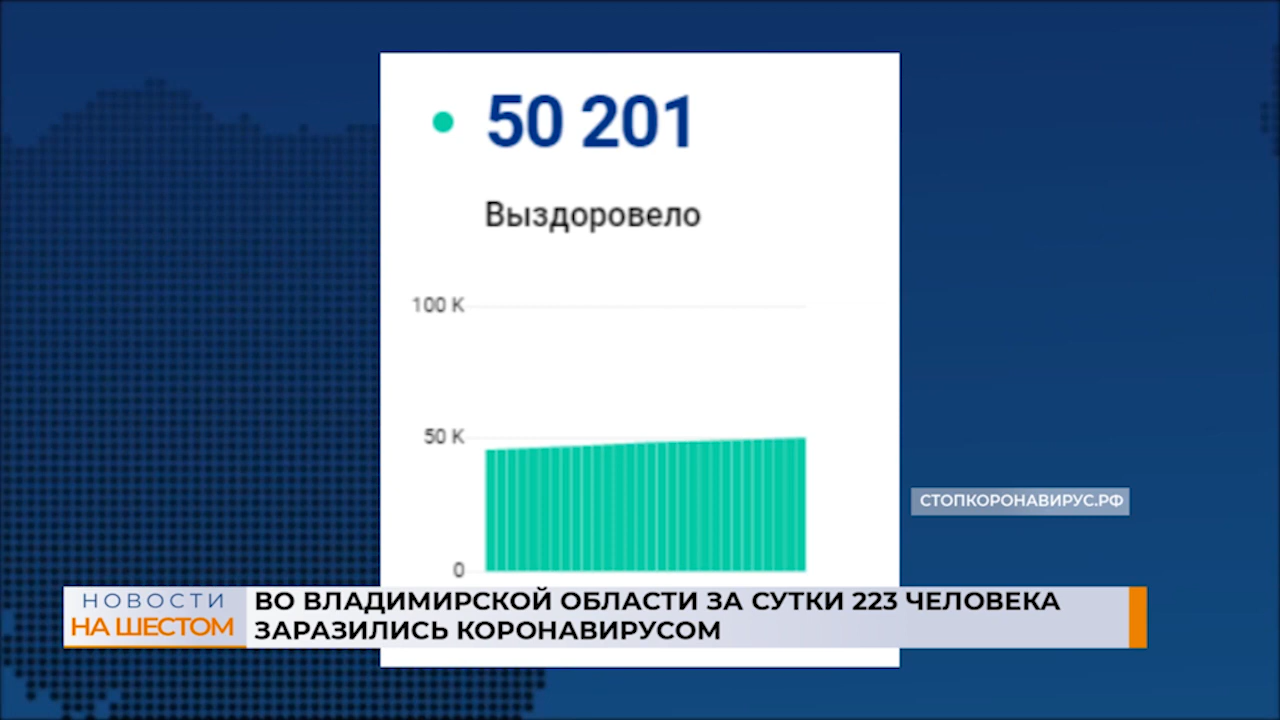 50 201
Выздоровело
100 K
50 K
0
СТОПКОРОНАВИРУС.РФ
НОВОСТИ
НА ШЕСТОМ
ВО ВЛАДИМИРСКОЙ ОБЛАСТИ ЗА СУТКИ 223 ЧЕЛОВЕКА
ЗАРАЗИЛИСЬ КОРОНАВИРУСОМ